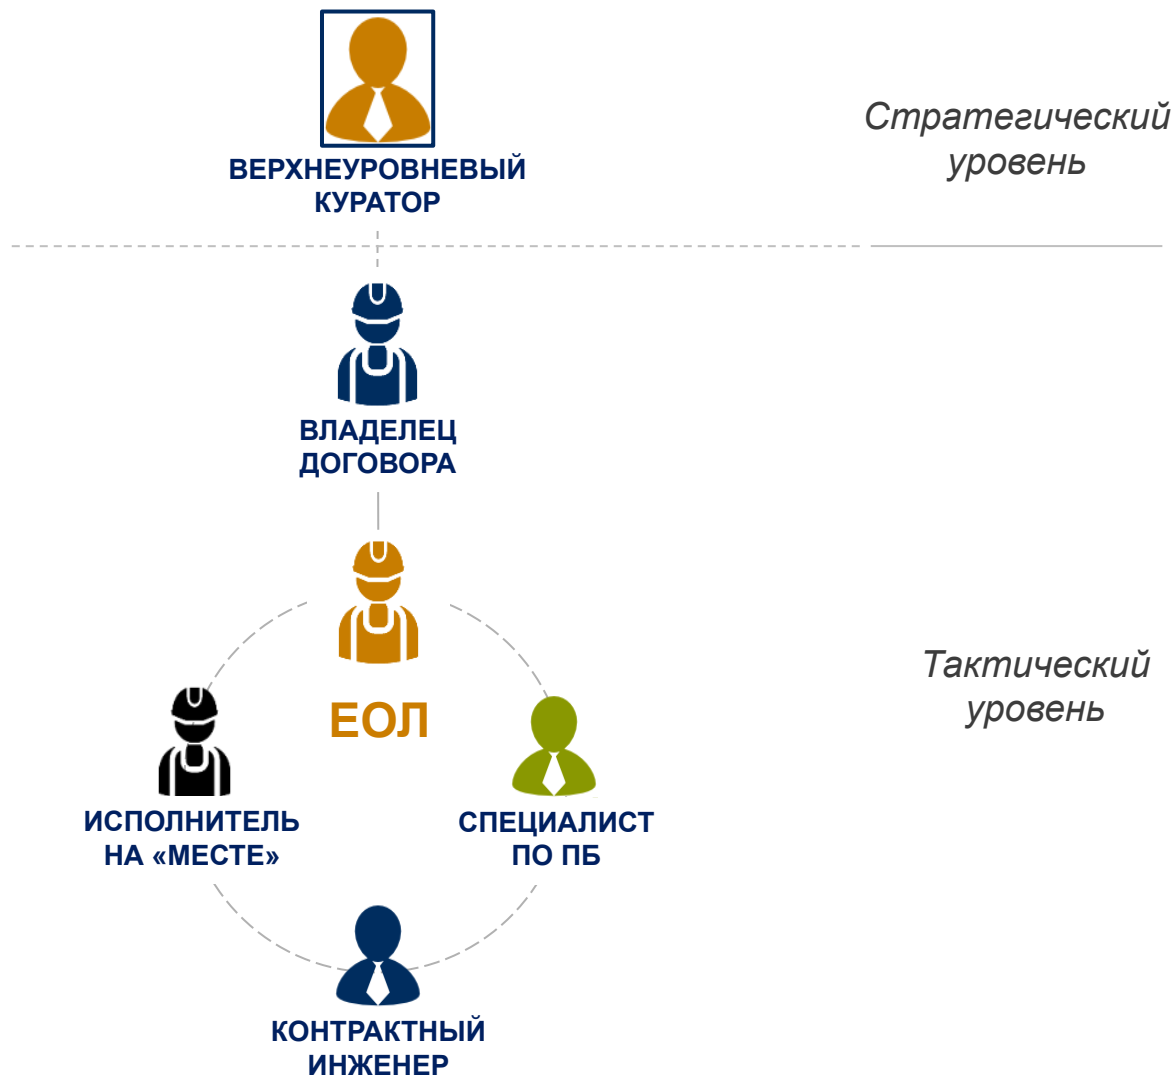 ВЕРХНЕУРОВНЕВЫЙ
КУРАТОР
Стратегический
уровень
ВЛАДЕЛЕЦ
ДОГОВОРА
ЕОЛ
Тактический
уровень
ИСПОЛНИТЕЛЬ
НА «МЕСТЕ»
СПЕЦИАЛИСТ
ПО ПБ
КОНТРАКТНЫЙ
ИНЖЕНЕР